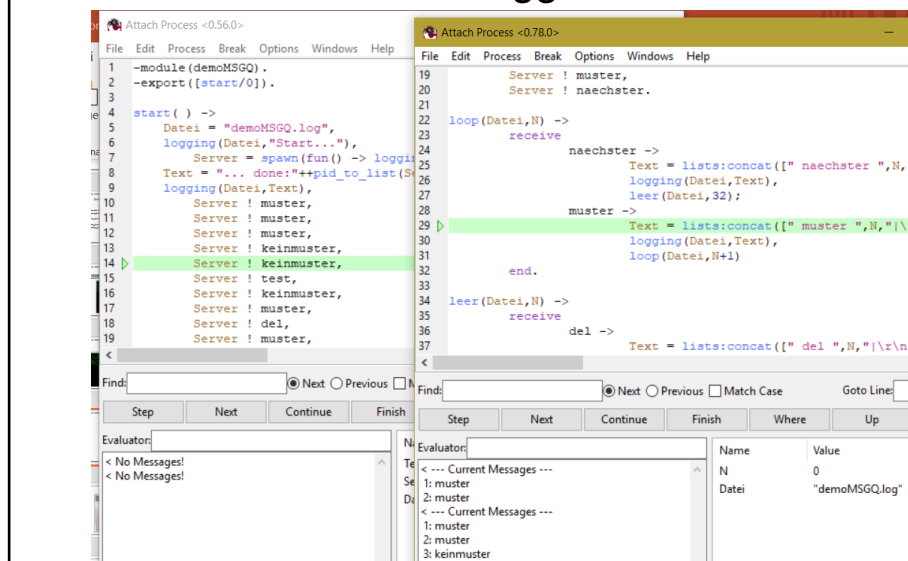 Attach Process <0.56.0>
File Edit Process Break Options Windows Help
1 -module(demoMSGQ).
2 -export([start/0]).
3
4 start( ) ->
5 Datei = "demoMSGQ.log",
6 logging(Datei,"Start..."),
7 Server = spawn(fun() -> loggi
8 Text = "... done:"++pid_to_list(Se
9 logging(Datei,Text),
10 Server ! muster,
11 Server ! muster,
12 Server ! muster,
13 Server ! keinmuster,
14 Server ! keinmuster,
15 Server ! test,
16 Server ! keinmuster,
17 Server ! muster,
18 Server ! del,
19 Server ! muster,
Find: Next Previous M
Step Next Continue Finish
Evaluator:
< No Messages!
< No Messages!
Na
Te
Se
Da
Attach Process <0.78.0>
File Edit Process Break Options Windows Help
19 Server ! muster,
20 Server ! naechster.
21
22 loop(Datei,N) ->
23 receive
24 naechster ->
25 Text = lists:concat([" naechster ",N,
26 logging(Datei,Text),
27 leer(Datei,32);
28 muster ->
29 Text = lists:concat([" muster ",N,"|\
30 logging(Datei,Text),
31 loop(Datei,N+1)
32 end.
33
34 leer(Datei,N) ->
35 receive
36 del ->
37 Text = lists:concat([" del ",N,"|\r\n
Find: Next Previous Match Case Goto Line:
Step Next Continue Finish Where Up
Evaluator:
< --- Current Messages ---
1: muster
2: muster
< --- Current Messages ---
1: muster
2: muster
3: keinmuster
Name Value
N 0
Datei "demoMSGQ.log"